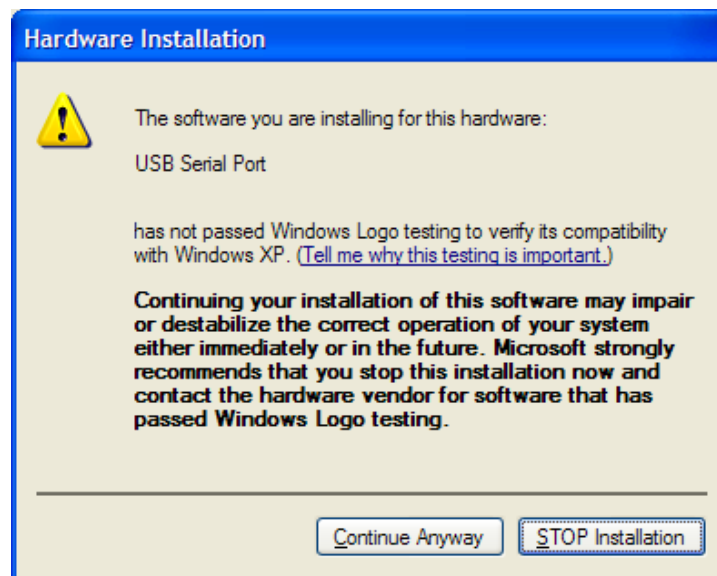 Hardware Installation
The software you are installing for this hardware:
USB Serial Port
has not passed Windows Logo testing to verify its compatibility
with Windows XP. (Tell me why this testing is important.)
Continuing your installation of this software may impair
or destabilize the correct operation of your system
either immediately or in the future. Microsoft strongly
recommends that you stop this installation now and
contact the hardware vendor for software that has
passed Windows Logo testing.
Continue Anyway STOP Installation